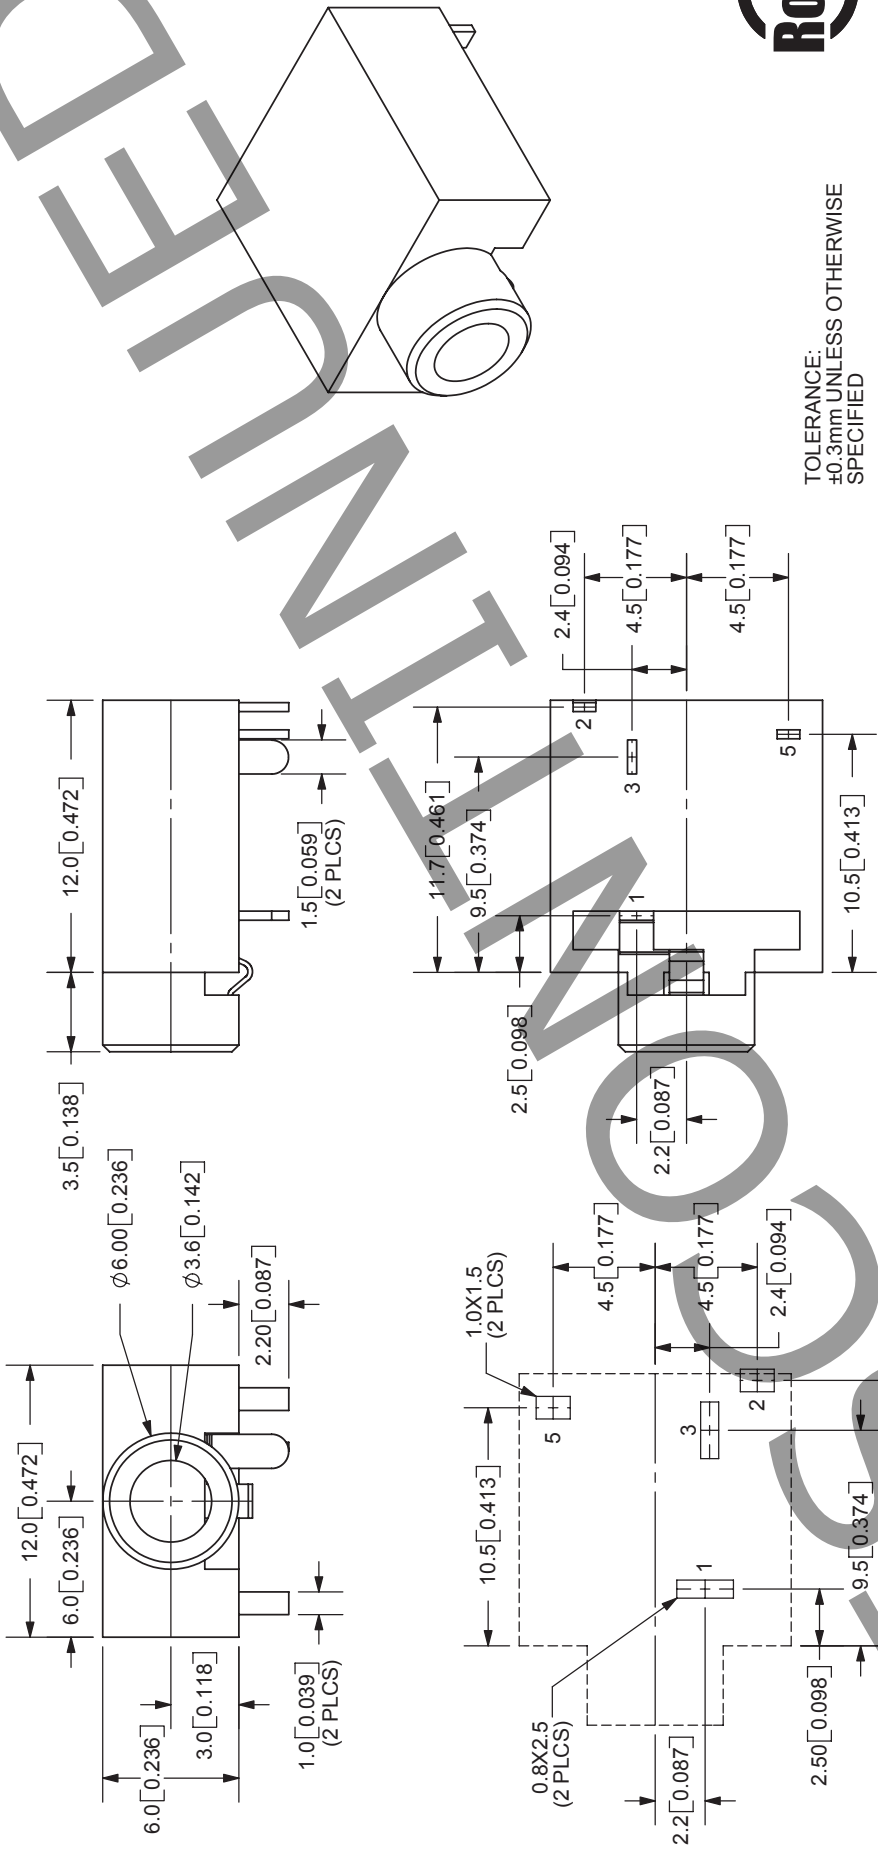 12.0[0.472]
6.0[0.236]
6.0[0.236]
3.0[0.118]
1.0[0.039]
(2 PLCS)
2.20[0.087]
Ø6.00[0.236]
Ø3.6[0.142]
3.5[0.138]
12.0[0.472]
1.5[0.059]
(2 PLCS)
0.8X2.5
(2 PLCS)
2.2[0.087]
2.50[0.098]
9.5[0.374]
10.5[0.413]
1.0X1.5
(2 PLCS)
4.5[0.177]
4.5[0.177]
2.4[0.094]
5
3
2
1
2.2[0.087]
2.5[0.098]
11.7[0.461]
9.5[0.374]
10.5[0.413]
2.4[0.094]
4.5[0.177]
4.5[0.177]
1
2
3
5
TOLERANCE:
±0.3mm UNLESS OTHERWISE
SPECIFIED